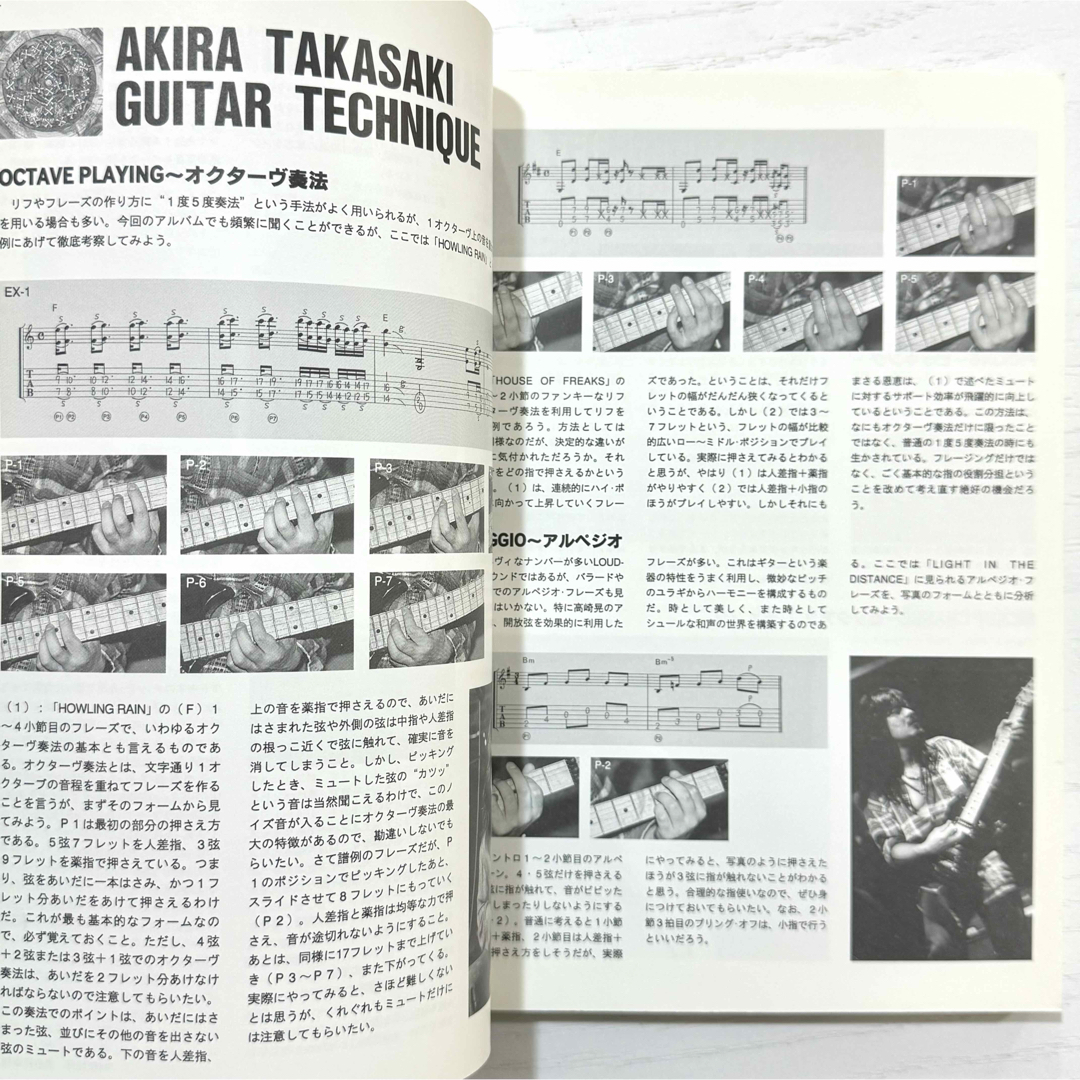 AKIRA TAKASAKI
GUITAR TECHNIQUE
OCTAVE PLAYING〜オクターヴ奏法
リフやフレーズの作り方に“1度5度奏法”という手法がよく用いられるが、1オクターヴ上の音を
を用いる場合も多い。今回のアルバムでも頻繁に聞くことができるが、ここでは「HOWLING RAIN」
例にあげて徹底考察してみよう。
EX-1
F
E
TAB
P1 P2 P3 P4 P5 P6 P7
P-1
P-2
P-3
P-5
P-6
P-7
(1)：「HOWLING RAIN」の（F）1
〜4小節目のフレーズで、いわゆるオク
ターヴ奏法の基本とも言えるものであ
る。オクターヴ奏法とは、文字通り1オ
クターブの音程を重ねてフレーズを作る
ことを言うが、まずそのフォームから見
てみよう。P1は最初の部分の押さえ方
である。5弦7フレットを人差指、3弦
9フレットを薬指で押さえている。つま
り、弦をあいだに一本はさみ、かつ1フ
レット分あいだをあけて押さえるわけ
だ。これが最も基本的なフォームなの
で、必ず覚えておくこと。ただし、4弦
＋2弦または3弦＋1弦でのオクターヴ
奏法は、あいだを2フレット分あけなけ
ればならないので注意してもらいたい。
この奏法でのポイントは、あいだにはさ
まった弦、並びにその他の音を出さない
弦のミュートである。下の音を人差指、
上の音を薬指で押さえるので、あいだに
はさまれた弦や外側の弦は中指や人差指
の根っこ近くで弦に触れて、確実に音を
消してしまうこと。しかし、ピッキング
したとき、ミュートした弦の“カツッ”
という音は当然聞こえるわけで、このノ
イズ音が入ることにオクターヴ奏法の最
大の特徴があるので、勘違いしないでも
らいたい。さて譜例のフレーズだが、P
1のポジションでピッキングしたあと、
スライドさせて8フレットにもっていく
（P2）。人差指と薬指は均等な力で押
さえ、音が途切れないようにすること。
あとは、同様に17フレットまで上げてい
き（P3〜P7）、また下がってくる。
実際にやってみると、さほど難しくない
とは思うが、くれぐれもミュートだけに
は注意してもらいたい。
E
TAB
P-1
P-3
P-4
P-5
「HOUSE OF FREAKS」の
〜2小節のファンキーなリフ
ターヴ奏法を利用してリフを
例であろう。方法としては
様なのだが、決定的な違いが
に気付かれただろうか。それ
をどの指で押さえるかという
。（1）は、連続的にハイ・ポ
向かって上昇していくフレー
ズであった。ということは、それだけフ
レットの幅がだんだん狭くなってくると
いうことである。しかし（2）では3〜
7フレットという、フレットの幅が比較
的広いロー〜ミドル・ポジションでプレイ
している。実際に押さえてみるとわかる
と思うが、やはり（1）は人差指＋薬指
がやりやすく（2）では人差指＋小指の
ほうがプレイしやすい。しかしそれにも
まさる恩恵は、（1）で述べたミュート
に対するサポート効率が飛躍的に向上し
ているということである。この方法は、
なにもオクターヴ奏法だけに限ったこと
ではなく、普通の1度5度奏法の時にも
生かされている。フレージングだけでは
なく、ごく基本的な指の役割分担という
ことを改めて考え直す絶好の機会だろ
う。
GGIO〜アルペジオ
ヴィなナンバーが多いLOUD-
ウンドではあるが、バラードや
でのアルペジオ・フレーズも見
はいかない。特に高崎晃のア
、開放弦を効果的に利用した
フレーズが多い。これはギターという楽
器の特性をうまく利用し、微妙なピッチ
のユラギからハーモニーを構成するもの
だ。時として美しく、また時として
シュールな和声の世界を構築するのであ
る。ここでは「LIGHT IN THE
DISTANCE」に見られるアルペジオ・フ
レーズを、写真のフォームとともに分析
してみよう。
Bm
Bm-5
TAB
P-2
ントロ1〜2小節目のアルペ
ーン。4・5弦だけを押さえる
弦に指が触れて、音がビビッた
しまったりしないようにする
2）。普通に考えると1小節
＋薬指、2小節目は人差指＋
押さえ方をしそうだが、実際
にやってみると、写真のように押さえた
ほうが3弦に指が触れないことがわかる
と思う。合理的な指使いなので、ぜひ身
につけておいてもらいたい。なお、2小
節3拍目のプリング・オフは、小指で行う
といいだろう。